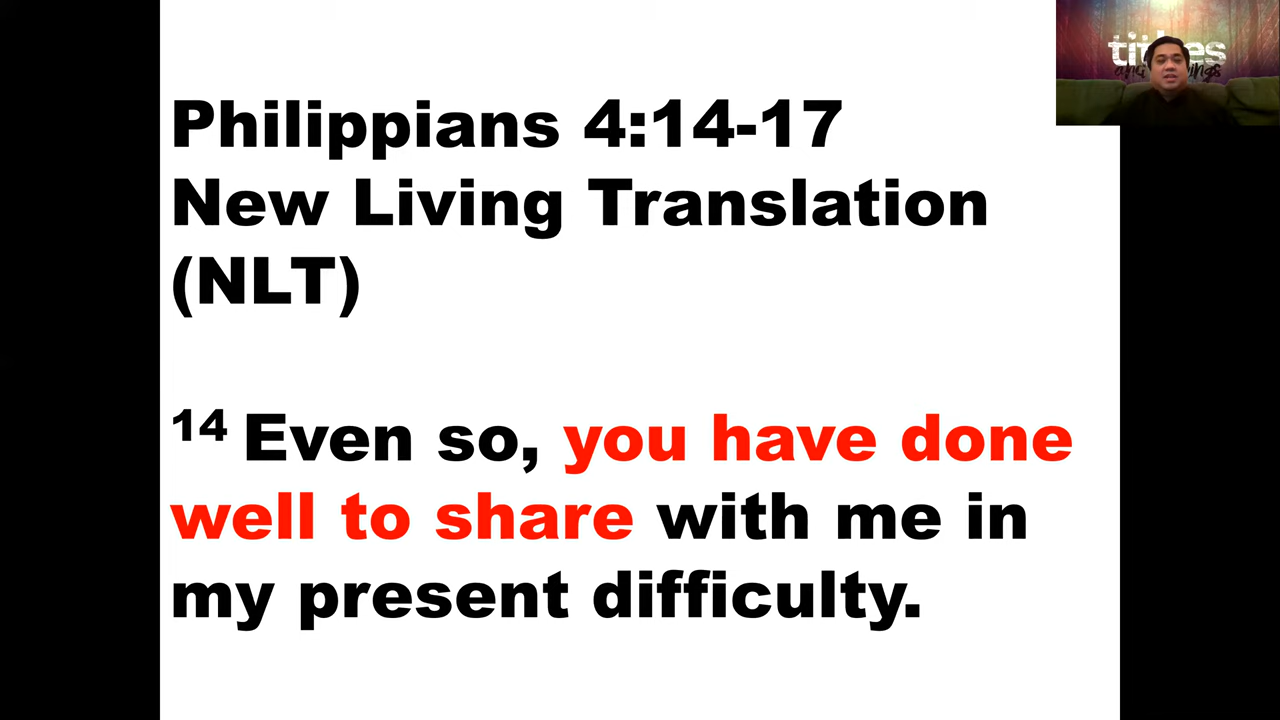 Philippians 4:14-17
New Living Translation
(NLT)
14 Even so, you have done
well to share with me in
my present difficulty.